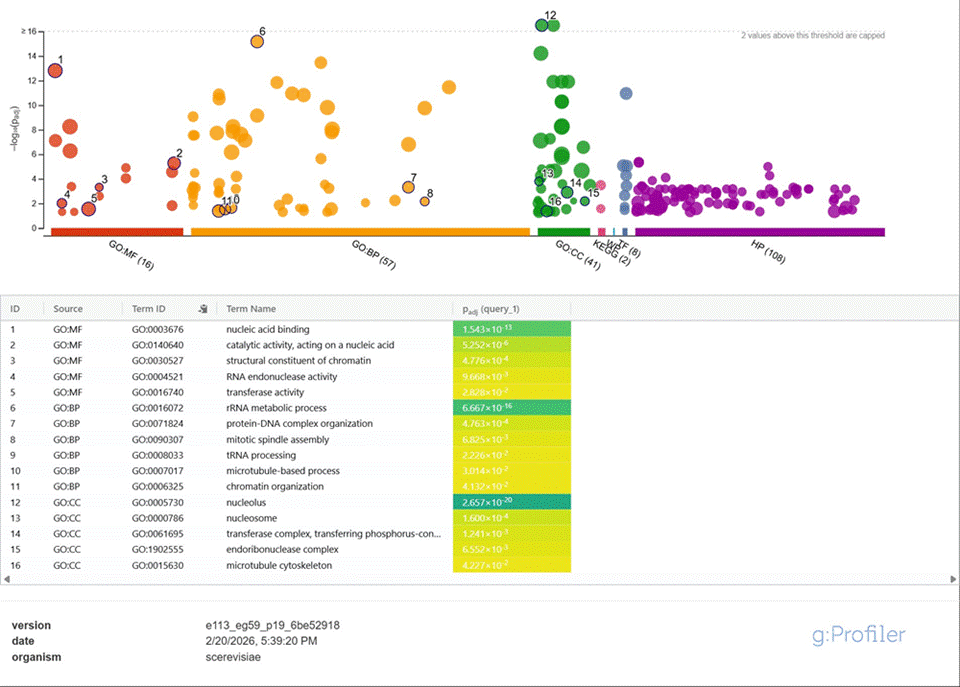 2 values above this threshold are capped
-log₁₀(p_adj)
≥ 16
14
12
10
8
6
4
2
0
1
2
3
4
5
6
7
8
12
13
14
15
16
GO:MF (16)
GO:BP (57)
GO:CC (41)
KEGG (2)
WP
TF (8)
HP (108)
ID Source Term ID Term Name p_adj (query_1)
1 GO:MF GO:0003676 nucleic acid binding 1.543×10⁻¹³
2 GO:MF GO:0140640 catalytic activity, acting on a nucleic acid 5.252×10⁻⁶
3 GO:MF GO:0030527 structural constituent of chromatin 4.776×10⁻⁴
4 GO:MF GO:0004521 RNA endonuclease activity 9.668×10⁻³
5 GO:MF GO:0016740 transferase activity 2.828×10⁻²
6 GO:BP GO:0016072 rRNA metabolic process 6.667×10⁻¹⁶
7 GO:BP GO:0071824 protein-DNA complex organization 4.763×10⁻⁴
8 GO:BP GO:0090307 mitotic spindle assembly 6.825×10⁻³
9 GO:BP GO:0008033 tRNA processing 2.226×10⁻²
10 GO:BP GO:0007017 microtubule-based process 3.014×10⁻²
11 GO:BP GO:0006325 chromatin organization 4.132×10⁻²
12 GO:CC GO:0005730 nucleolus 2.657×10⁻²⁰
13 GO:CC GO:0000786 nucleosome 1.600×10⁻⁴
14 GO:CC GO:0061695 transferase complex, transferring phosphorus-con... 1.241×10⁻³
15 GO:CC GO:1902555 endoribonuclease complex 6.552×10⁻³
16 GO:CC GO:0015630 microtubule cytoskeleton 4.227×10⁻²
version e113_eg59_p19_6be52918
date 2/20/2026, 5:39:20 PM
organism scerevisiae
g:Profiler